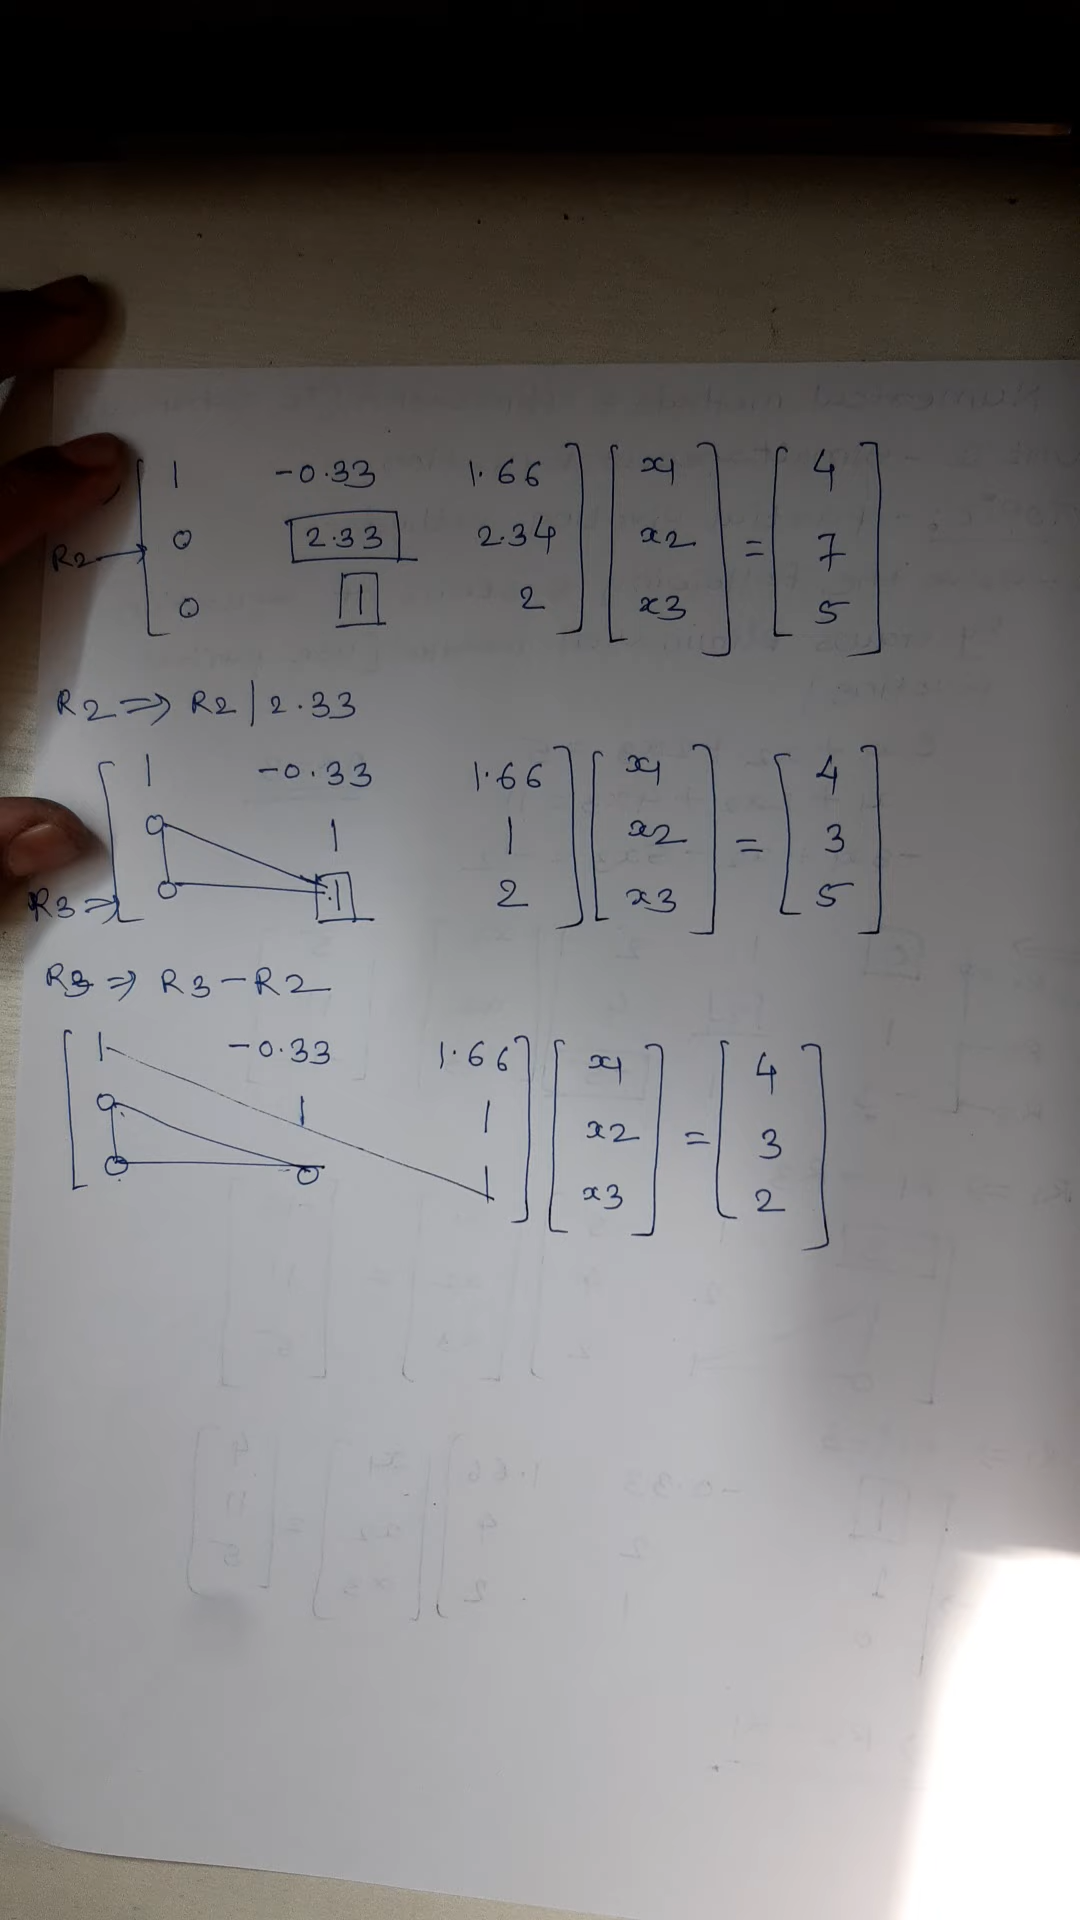 1 -0.33 1.66 x1 4
R2 → 0 2.33 2.34 x2 = 7
0 1 2 x3 5
R2 ⇒ R2 | 2.33
1 -0.33 1.66 x1 4
0 1 1 x2 = 3
R3 ⇒ 0 1 2 x3 5
R3 ⇒ R3 - R2
1 -0.33 1.66 x1 4
0 1 1 x2 = 3
0 0 1 x3 2